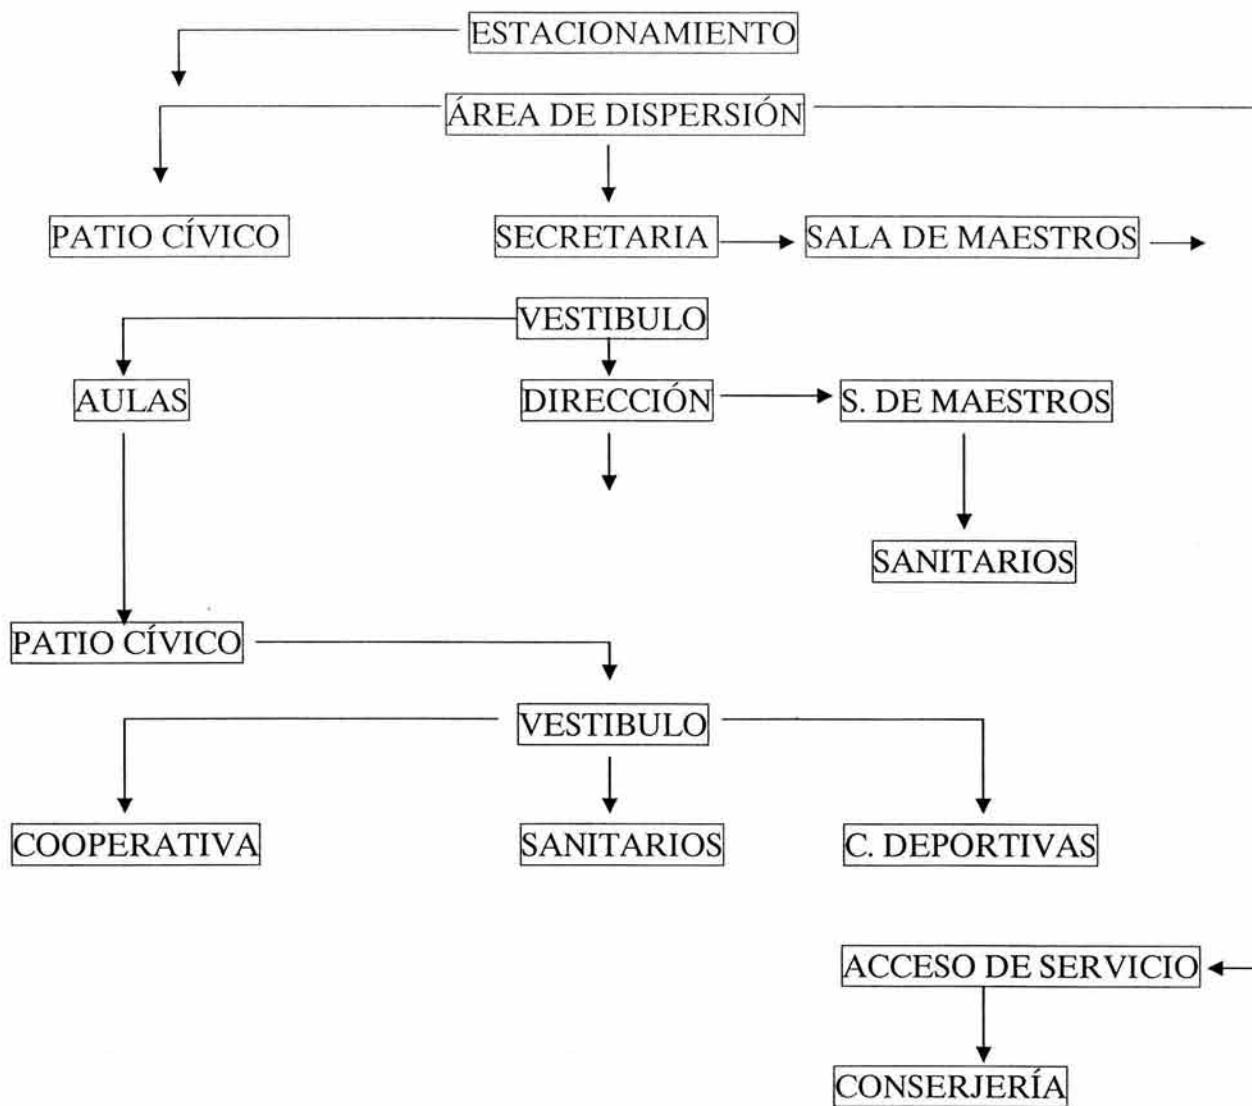 ESTACIONAMIENTO
ÁREA DE DISPERSIÓN
PATIO CÍVICO
SECRETARIA
SALA DE MAESTROS
VESTIBULO
AULAS
DIRECCIÓN
S. DE MAESTROS
SANITARIOS
PATIO CÍVICO
VESTIBULO
COOPERATIVA
SANITARIOS
C. DEPORTIVAS
ACCESO DE SERVICIO
CONSERJERÍA